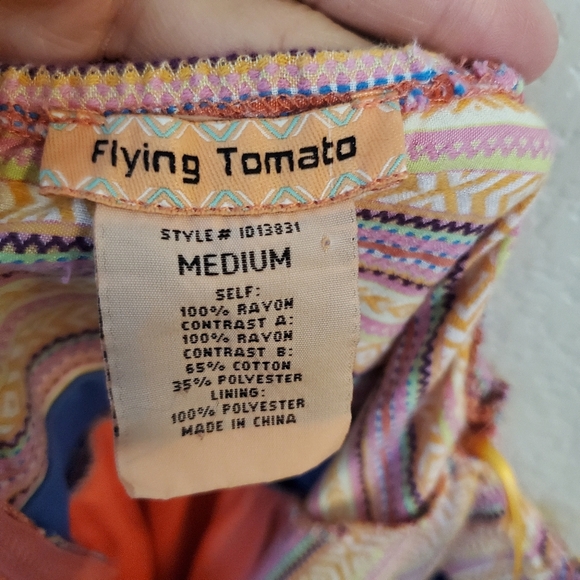 Flying Tomato
STYLE# ID13831
MEDIUM
SELF:
100% RAYON
CONTRAST A:
100% RAYON
CONTRAST B:
65% COTTON
35% POLYESTER
LINING:
100% POLYESTER
MADE IN CHINA